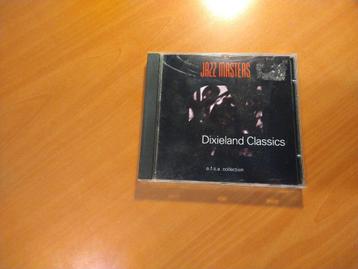 JAZZ MASTERS
Dixieland Classics
e.f.s.a. collection